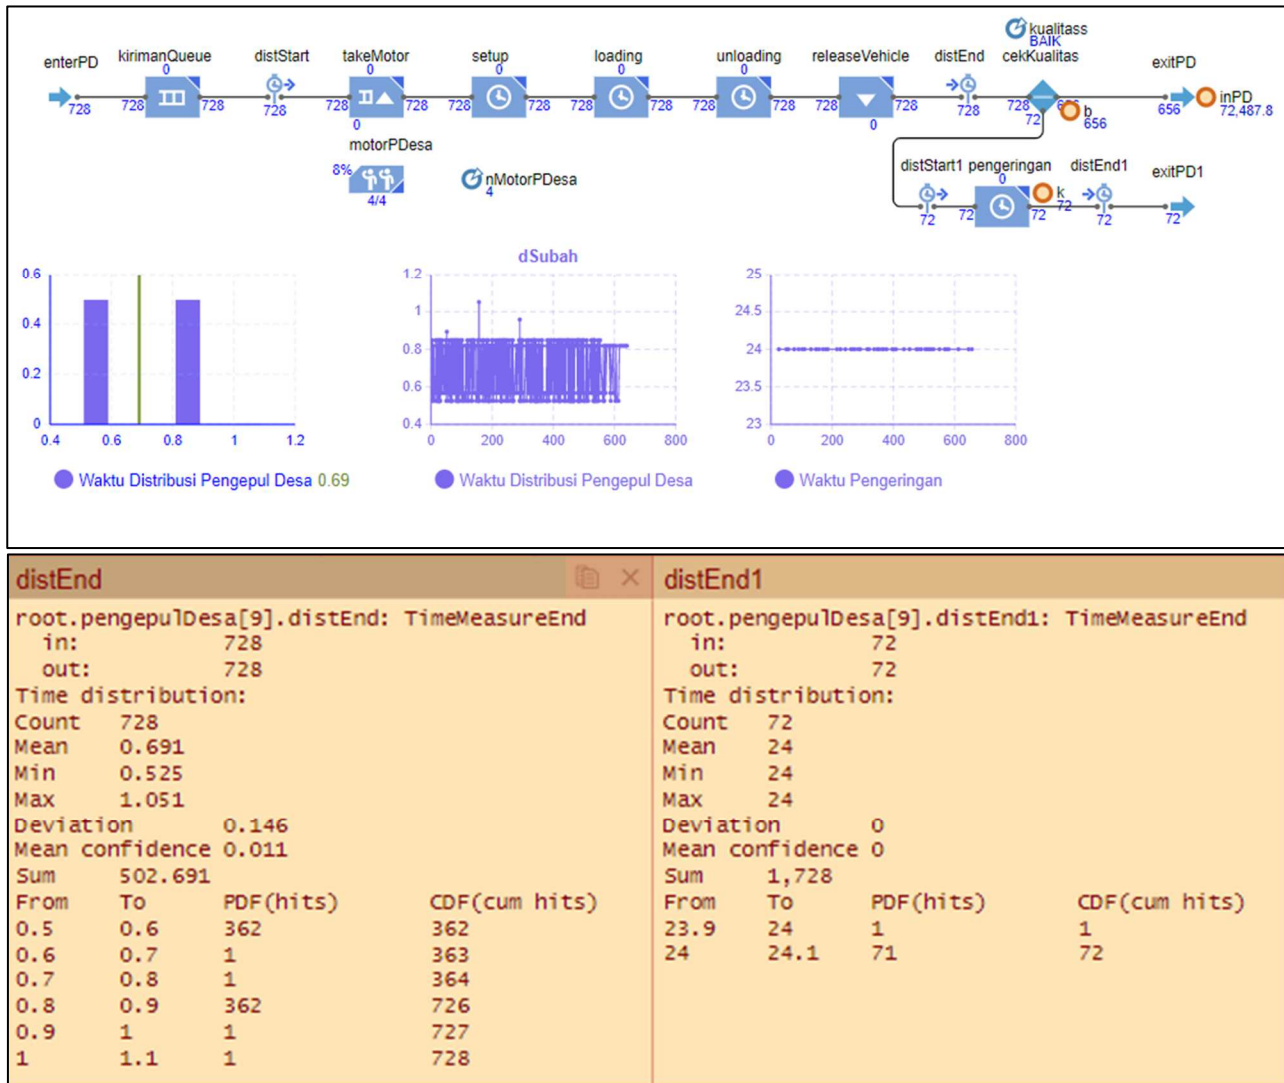 kualitass
BAIK
enterPD kirimanQueue distStart takeMotor setup loading unloading releaseVehicle distEnd cekKualitas exitPD
0 0 0 0 0
728 728 728 728 728 728 728 728 728 728 728 728 728 728 728 728 656 656 inPD
72,487.8
0 0 72 b
656
motorPDesa
8%
4/4
nMotorPDesa
4
distStart1 pengeringan distEnd1 exitPD1
0
k
72 72 72 72 72 72
dSubah
0.6
0.4
0.2
0
0.4 0.6 0.8 1 1.2
Waktu Distribusi Pengepul Desa 0.69
1.2
1
0.8
0.6
0.4
0 200 400 600 800
Waktu Distribusi Pengepul Desa
25
24.5
24
23.5
23
0 200 400 600 800
Waktu Pengeringan
distEnd
root.pengepulDesa[9].distEnd: TimeMeasureEnd
in: 728
out: 728
Time distribution:
Count 728
Mean 0.691
Min 0.525
Max 1.051
Deviation 0.146
Mean confidence 0.011
Sum 502.691
From To PDF(hits) CDF(cum hits)
0.5 0.6 362 362
0.6 0.7 1 363
0.7 0.8 1 364
0.8 0.9 362 726
0.9 1 1 727
1 1.1 1 728
distEnd1
root.pengepulDesa[9].distEnd1: TimeMeasureEnd
in: 72
out: 72
Time distribution:
Count 72
Mean 24
Min 24
Max 24
Deviation 0
Mean confidence 0
Sum 1,728
From To PDF(hits) CDF(cum hits)
23.9 24 1 1
24 24.1 71 72